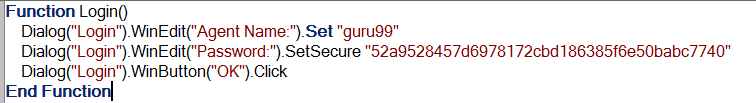 Function Login()
Dialog("Login").WinEdit("Agent Name:").Set "guru99"
Dialog("Login").WinEdit("Password:").SetSecure "52a9528457d6978172cbd186385f6e50babc7740"
Dialog("Login").WinButton("OK").Click
End Function